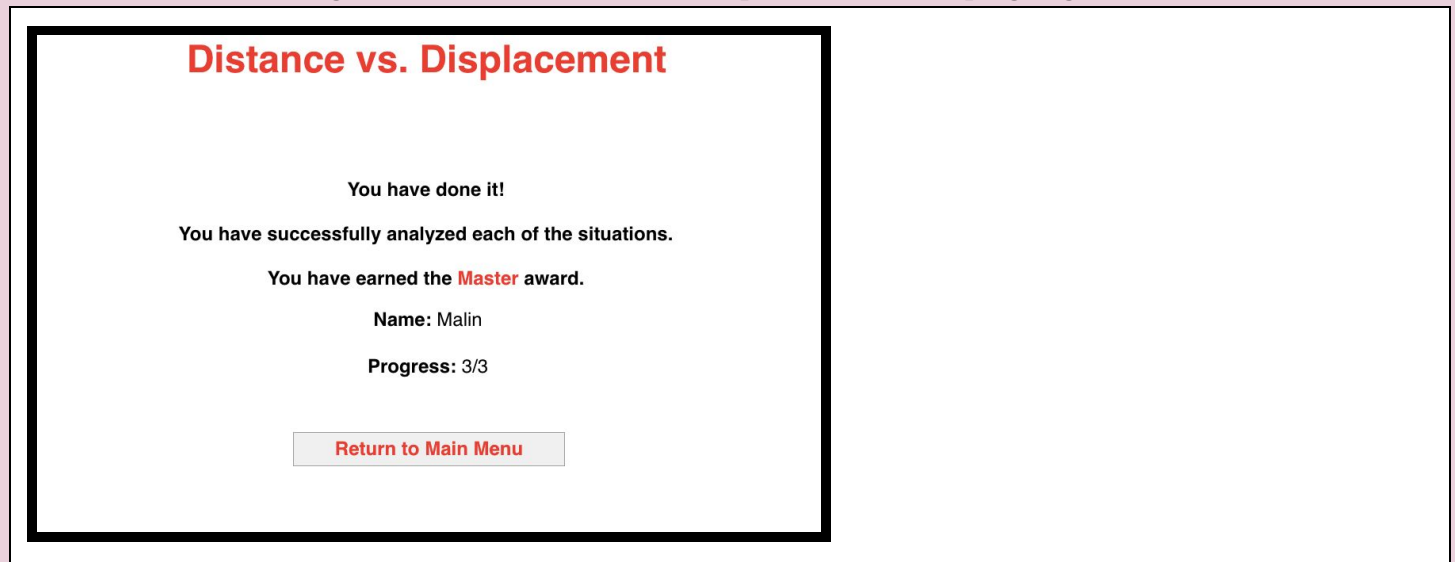 Distance vs. Displacement
You have done it!
You have successfully analyzed each of the situations.
You have earned the Master award.
Name: Malin
Progress: 3/3
Return to Main Menu